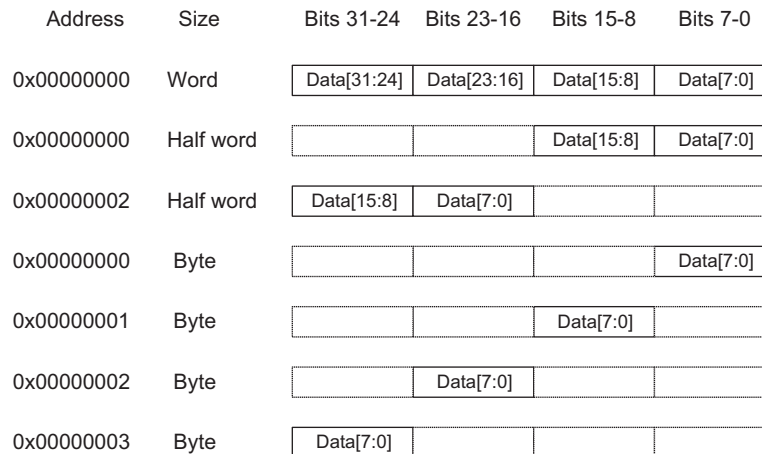 Address Size Bits 31-24 Bits 23-16 Bits 15-8 Bits 7-0
0x00000000 Word Data[31:24] Data[23:16] Data[15:8] Data[7:0]
0x00000000 Half word Data[15:8] Data[7:0]
0x00000002 Half word Data[15:8] Data[7:0]
0x00000000 Byte Data[7:0]
0x00000001 Byte Data[7:0]
0x00000002 Byte Data[7:0]
0x00000003 Byte Data[7:0]